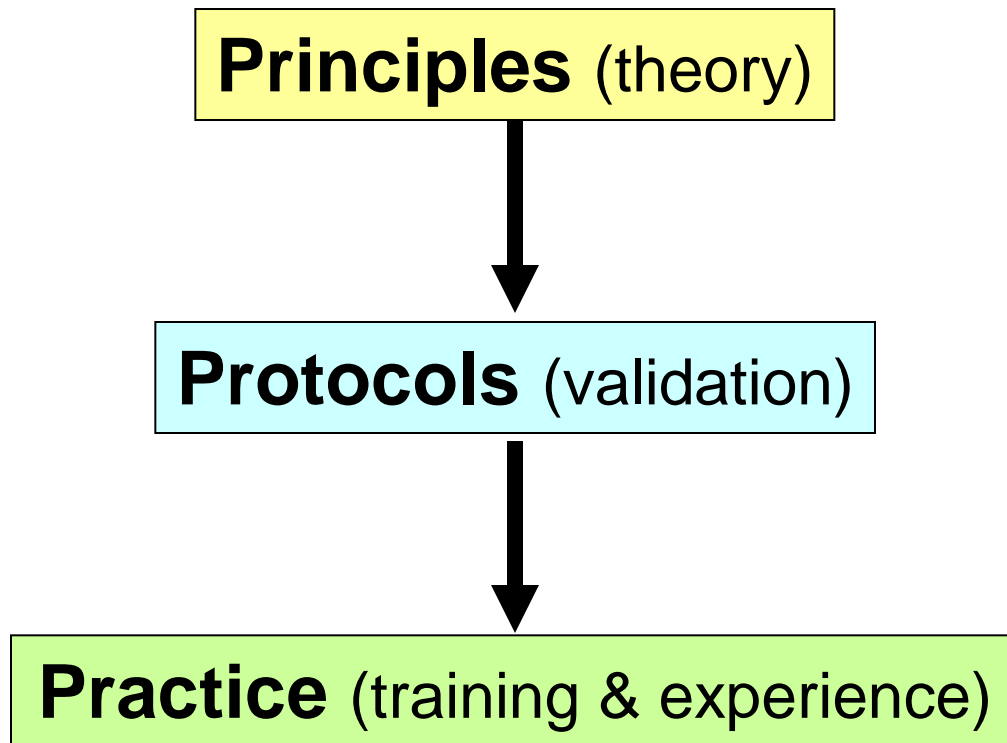 Principles (theory)
Protocols (validation)
Practice (training & experience)